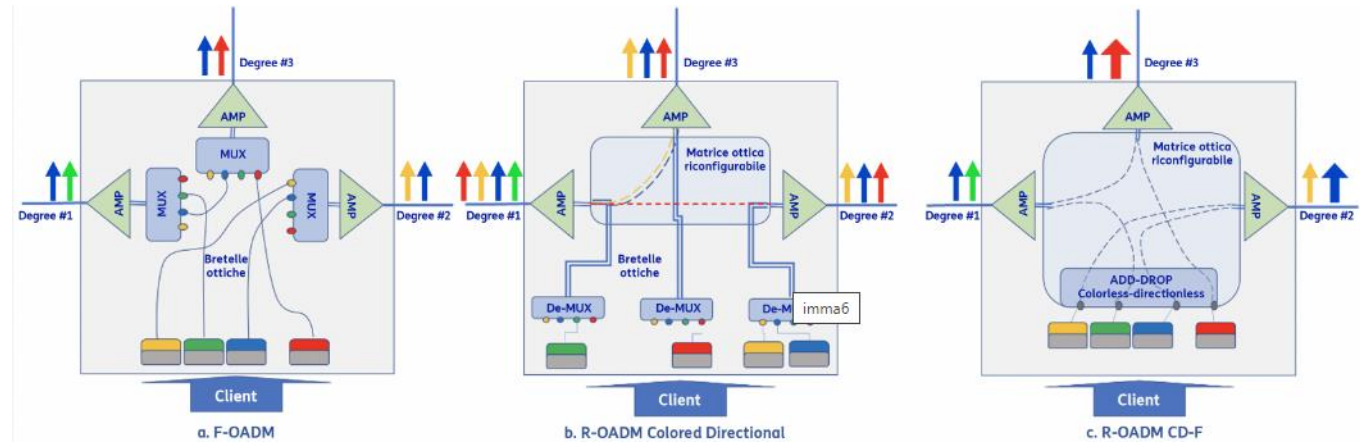 Degree #3
AMP
MUX
Degree #1
AMP
MUX
MUX
AMP
Degree #2
Bretelle
ottiche
Client
a. F-OADM
Degree #3
AMP
Matrice ottica
riconfigurabile
Degree #1
AMP
AMP
Degree #2
Bretelle
ottiche
De-MUX
De-MUX
De-M
imma6
Client
b. R-OADM Colored Directional
Degree #3
AMP
Matrice ottica
riconfigurabile
Degree #1
AMP
AMP
Degree #2
ADD-DROP
Colorless-directionless
Client
c. R-OADM CD-F